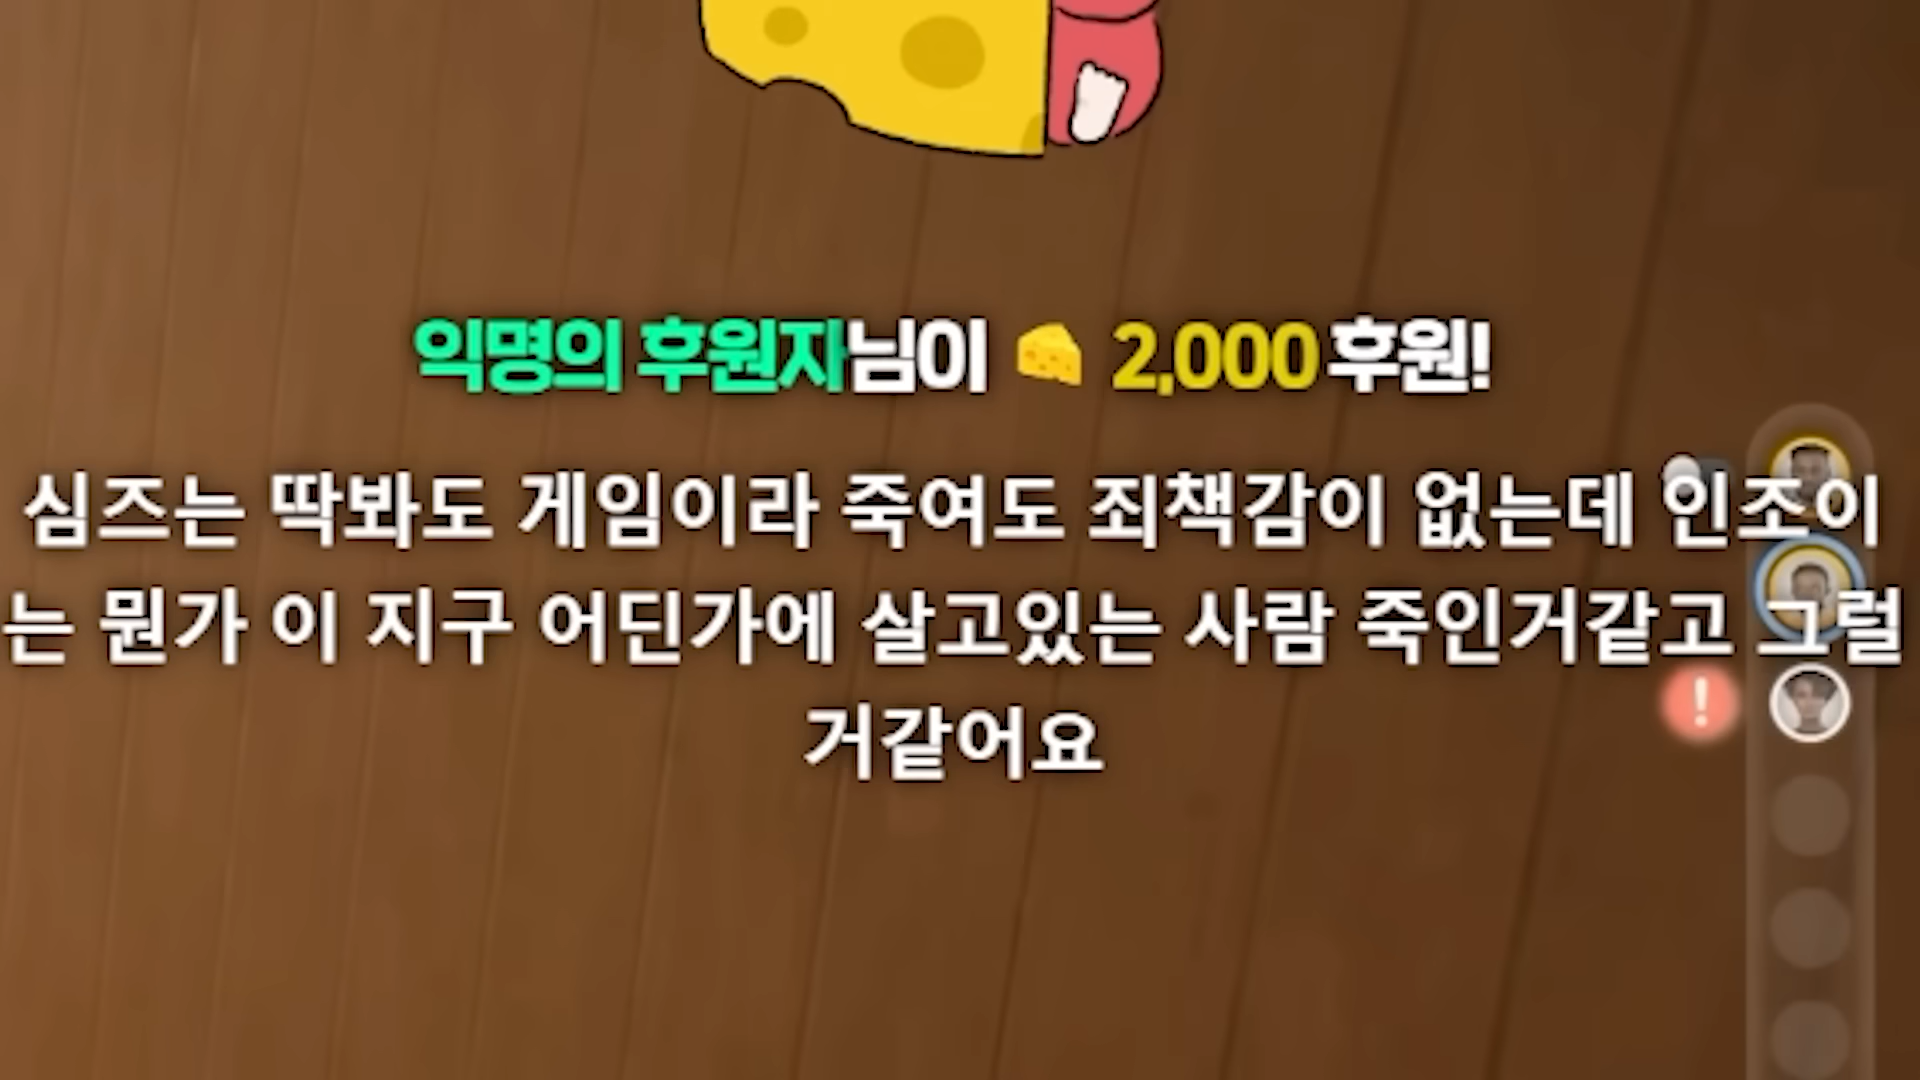 익명의 후원자님이 2,000 후원!
심즈는 딱봐도 게임이라 죽여도 죄책감이 없는데 인조이
는 뭔가 이 지구 어딘가에 살고있는 사람 죽인거같고 그럴
거같어요
!